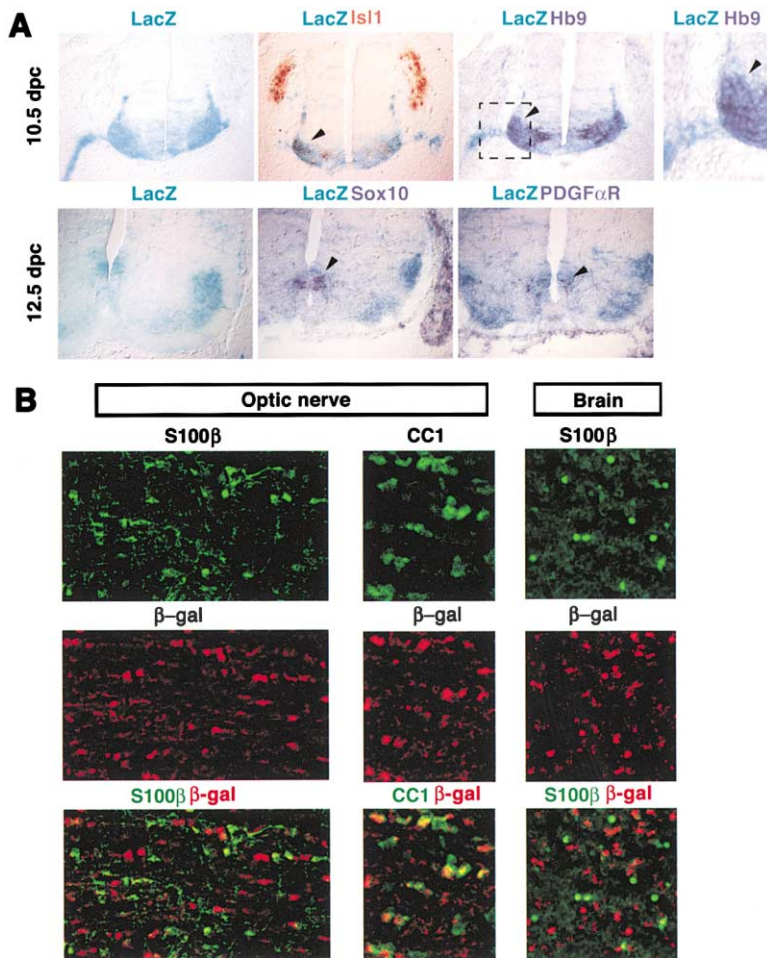 A
LacZ LacZ Isl1 LacZ Hb9 LacZ Hb9
10.5 dpc
LacZ LacZ Sox10 LacZ PDGFαR
12.5 dpc
B
Optic nerve Brain
S100β CC1 S100β
β–gal β–gal β–gal
S100β β-gal CC1 β-gal S100β β-gal